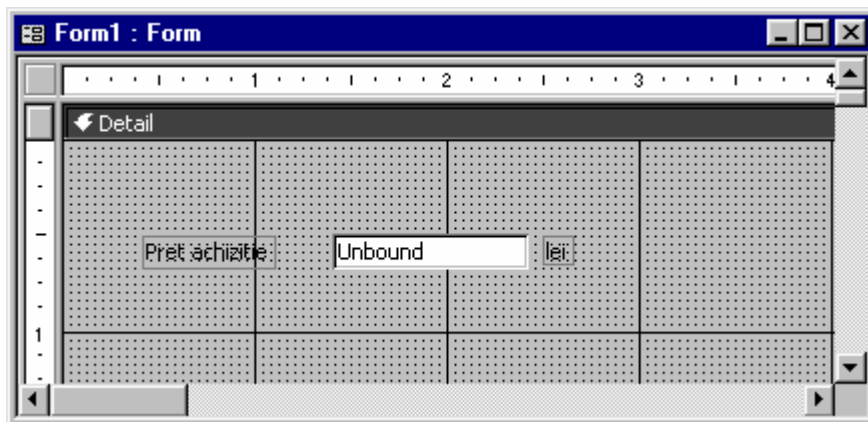 Form1 : Form
1 2 3 4
Detail
Pret achizitie: Unbound lei.
1